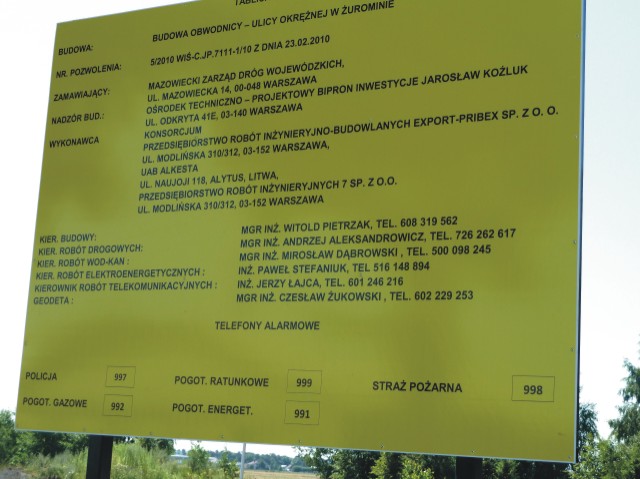 BUDOWA: BUDOWA OBWODNICY – ULICY OKRĘŻNEJ W ŻUROMINIE
NR. POZWOLENIA: 5/2010 WIŚ-C.JP.7111-1/10 Z DNIA 23.02.2010
ZAMAWIAJĄCY: MAZOWIECKI ZARZĄD DRÓG WOJEWÓDZKICH,
UL. MAZOWIECKA 14, 00-048 WARSZAWA
NADZÓR BUD.: OŚRODEK TECHNICZNO – PROJEKTOWY BIPRON INWESTYCJE JAROSŁAW KOŹLUK
UL. ODKRYTA 41E, 03-140 WARSZAWA
WYKONAWCA KONSORCJUM
PRZEDSIĘBIORSTWO ROBÓT INŻYNIERYJNO-BUDOWLANYCH EXPORT-PRIBEX SP. Z O. O.
UL. MODLIŃSKA 310/312, 03-152 WARSZAWA,
UAB ALKESTA
UL. NAUJOJI 118, ALYTUS, LITWA,
PRZEDSIĘBIORSTWO ROBÓT INŻYNIERYJNYCH 7 SP. Z O.O.
UL. MODLIŃSKA 310/312, 03-152 WARSZAWA
KIER. BUDOWY: MGR INŻ. WITOLD PIETRZAK, TEL. 608 319 562
KIER. ROBÓT DROGOWYCH: MGR INŻ. ANDRZEJ ALEKSANDROWICZ, TEL. 726 262 617
KIER. ROBÓT WOD-KAN : MGR INŻ. MIROSŁAW DĄBROWSKI , TEL. 500 098 245
KIER. ROBÓT ELEKTROENERGETYCZNYCH : INŻ. PAWEŁ STEFANIUK, TEL 516 148 894
KIEROWNIK ROBÓT TELEKOMUNIKACYJNYCH : INŻ. JERZY ŁAJCA, TEL. 601 246 216
GEODETA : MGR INŻ. CZESŁAW ŻUKOWSKI , TEL. 602 229 253
TELEFONY ALARMOWE
POLICJA 997 POGOT. RATUNKOWE 999 STRAŻ POŻARNA 998
POGOT. GAZOWE 992 POGOT. ENERGET. 991